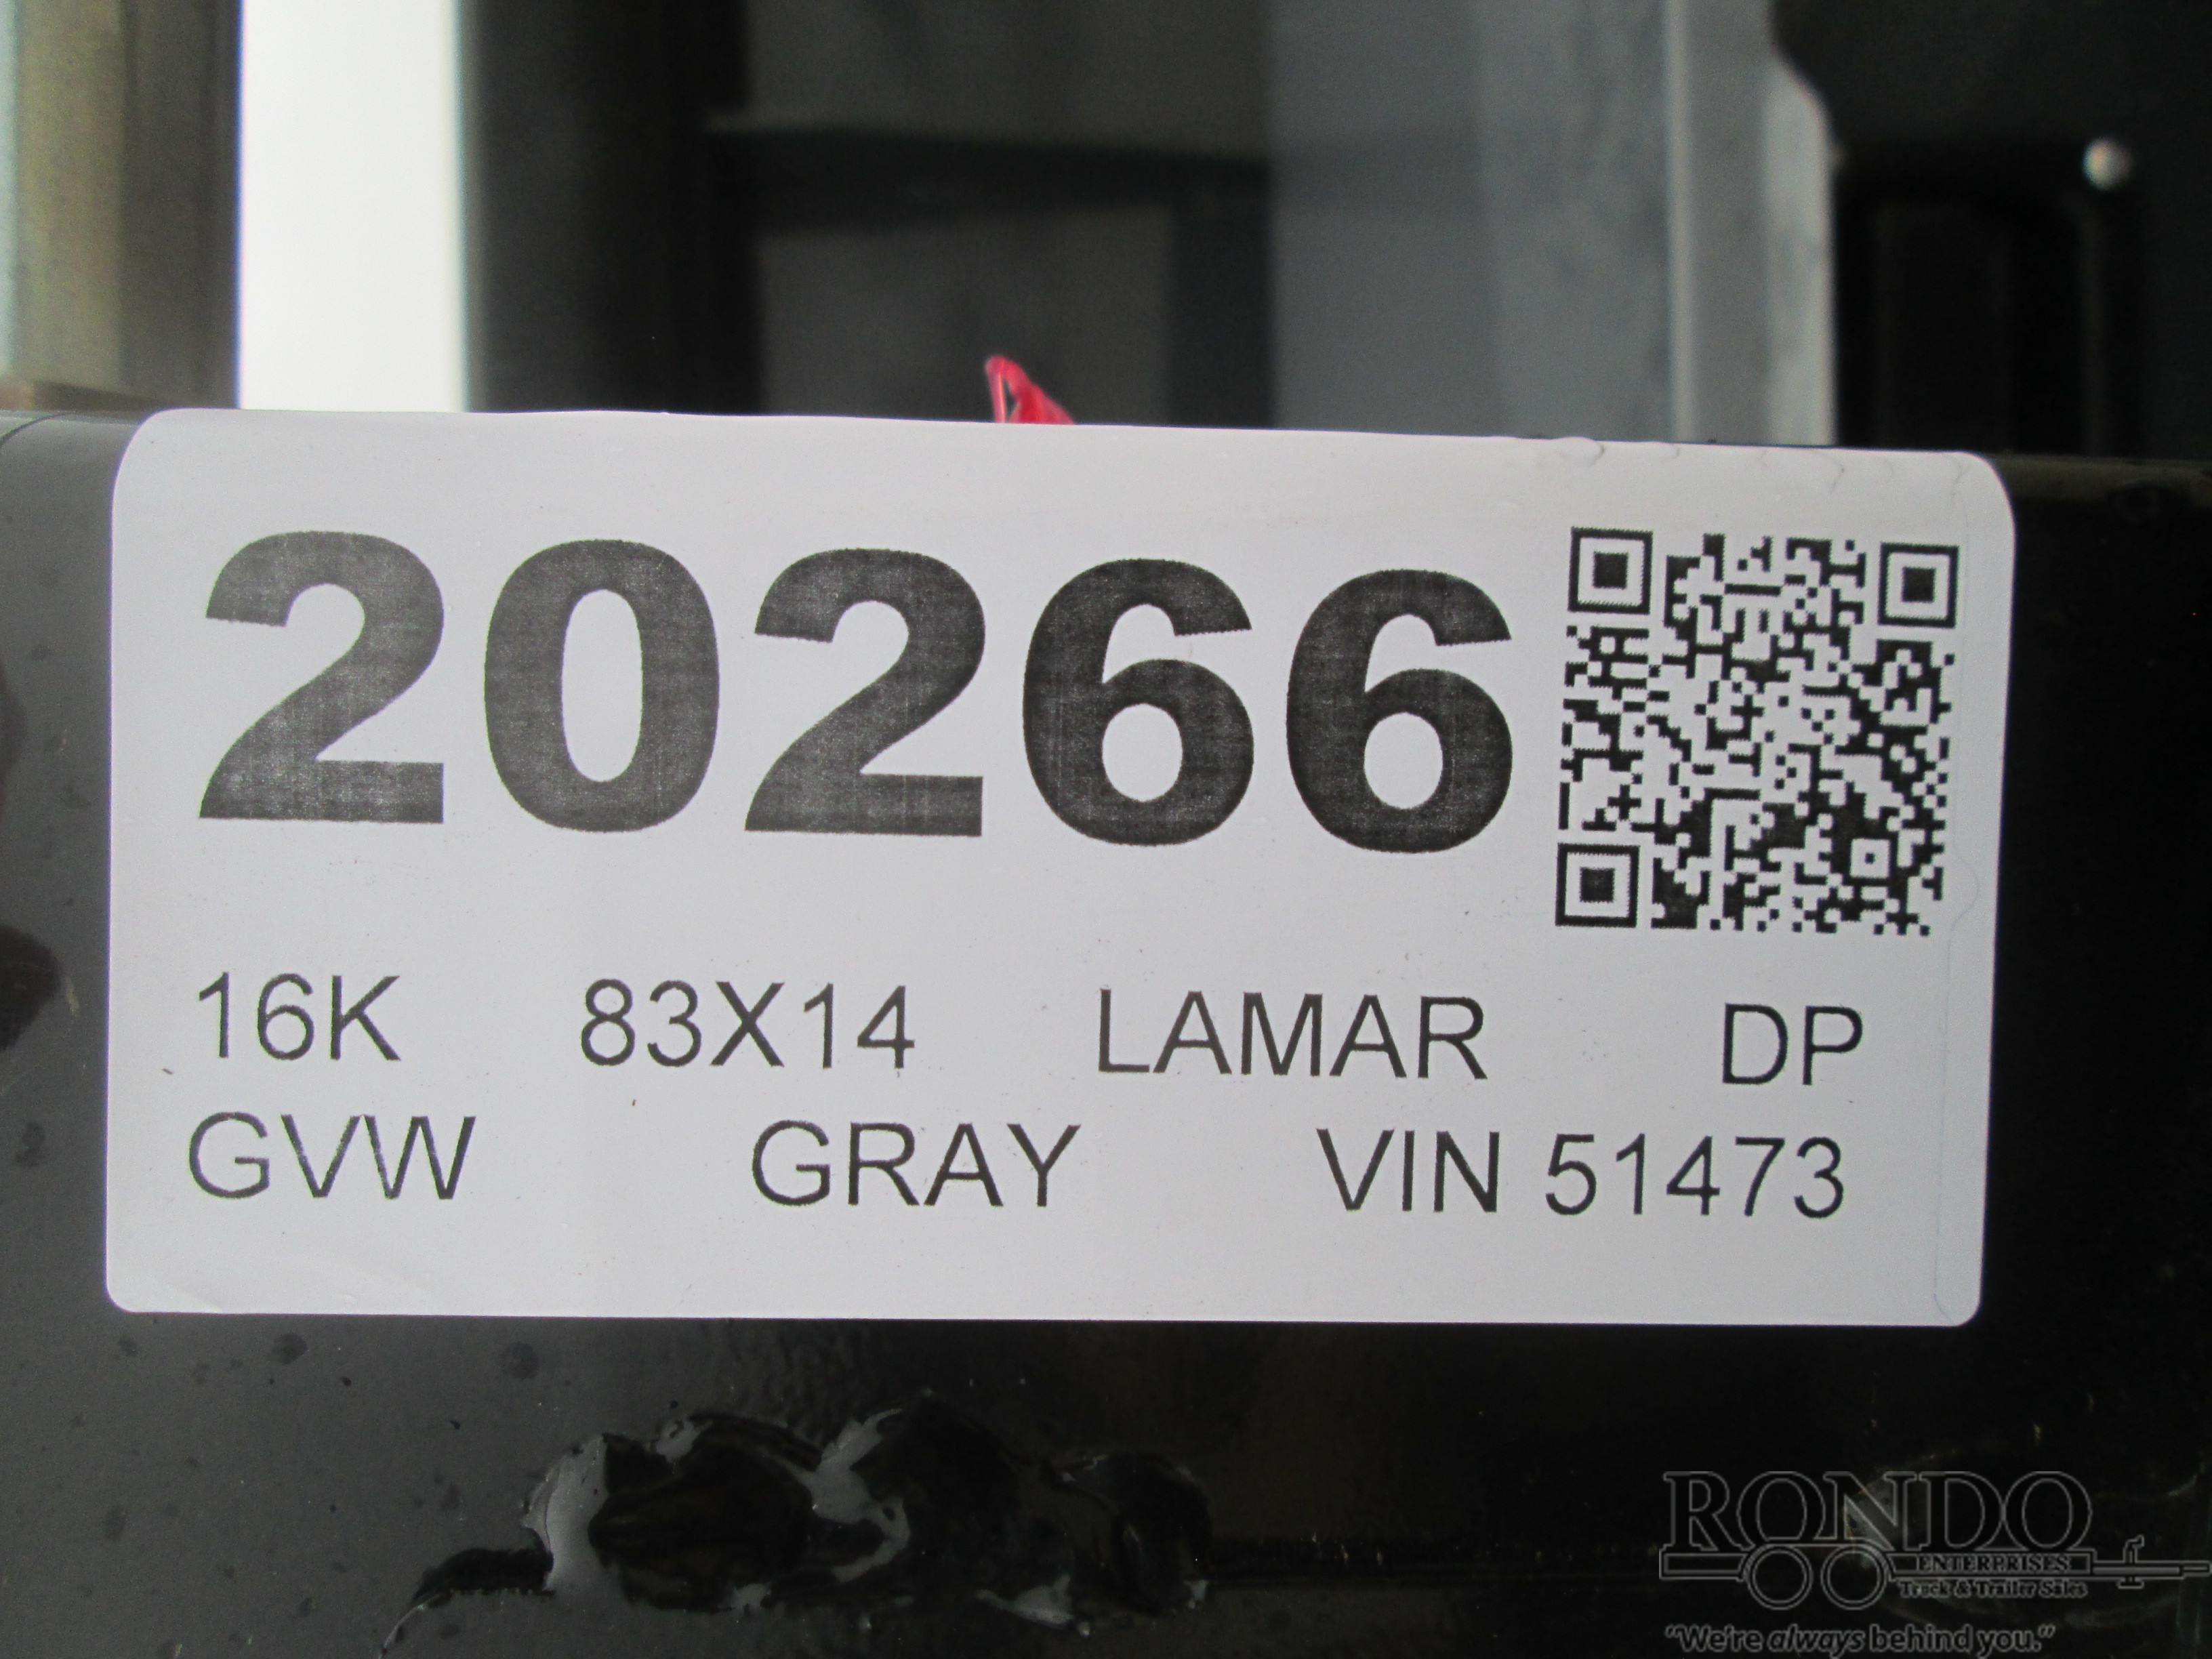 20266
16K 83X14 LAMAR DP
GVW GRAY VIN 51473
RONDO
ENTERPRISES
Truck & Trailer Sales
"We're always behind you."